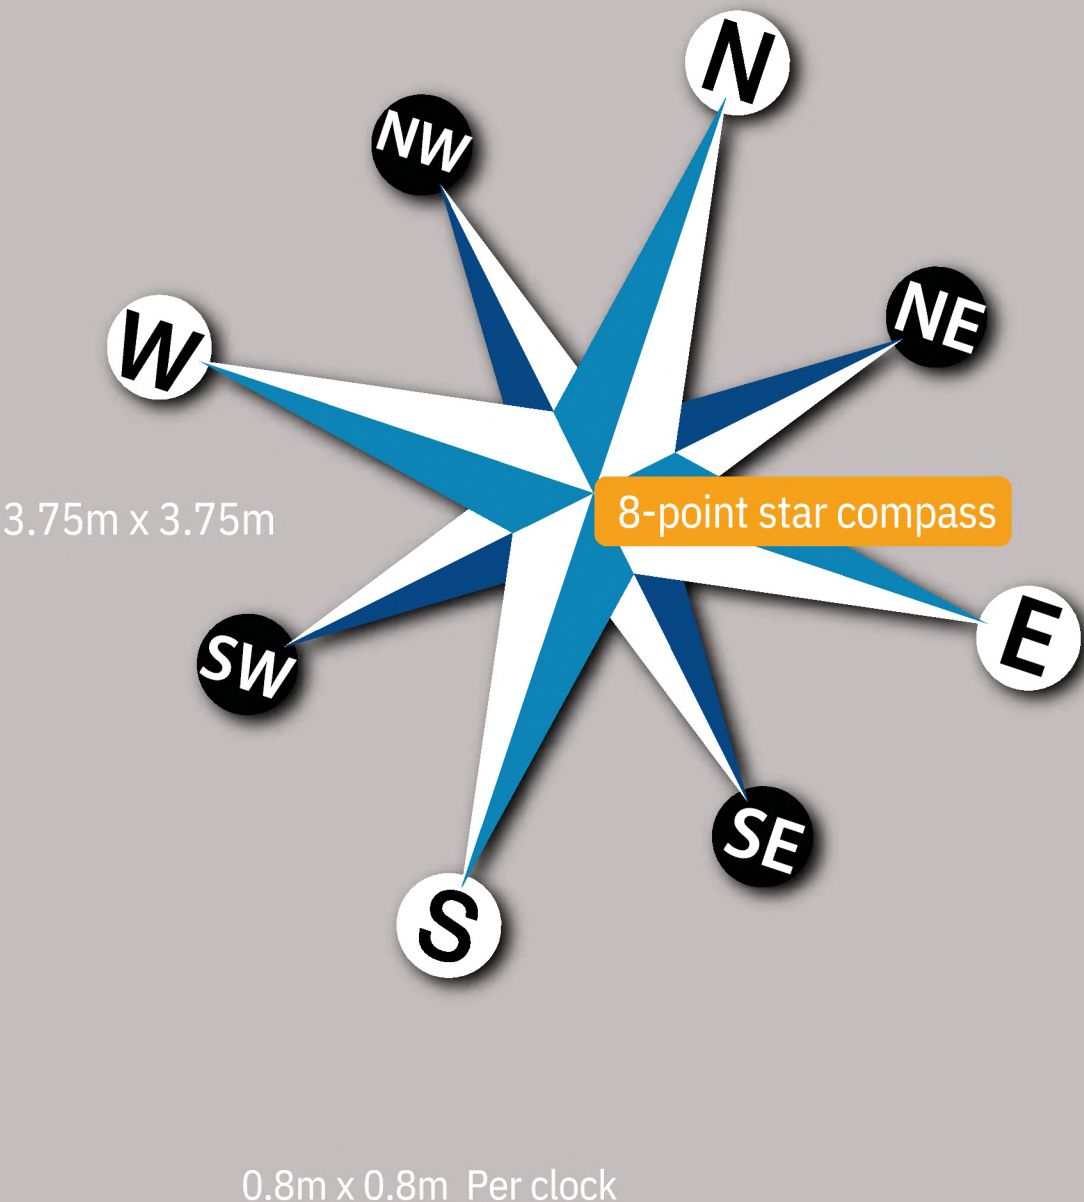 N
NW
NE
W
3.75m x 3.75m
8-point star compass
E
SW
SE
S
0.8m x 0.8m Per clock